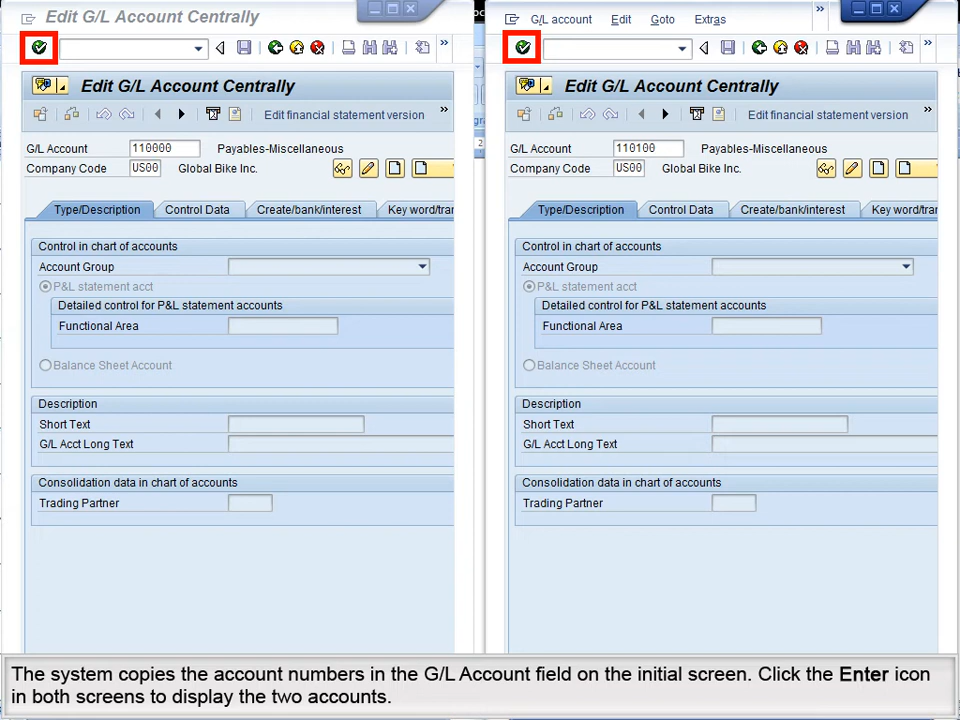 Edit G/L Account Centrally
Edit G/L Account Centrally
Edit financial statement version
G/L Account 110000 Payables-Miscellaneous
Company Code US00 Global Bike Inc.
Type/Description Control Data Create/bank/interest Key word/tran
Control in chart of accounts
Account Group
P&L statement acct
Detailed control for P&L statement accounts
Functional Area
Balance Sheet Account
Description
Short Text
G/L Acct Long Text
Consolidation data in chart of accounts
Trading Partner
G/L account Edit Goto Extras
Edit G/L Account Centrally
Edit financial statement version
G/L Account 110100 Payables-Miscellaneous
Company Code US00 Global Bike Inc.
Type/Description Control Data Create/bank/interest Key word/tran
Control in chart of accounts
Account Group
P&L statement acct
Detailed control for P&L statement accounts
Functional Area
Balance Sheet Account
Description
Short Text
G/L Acct Long Text
Consolidation data in chart of accounts
Trading Partner
The system copies the account numbers in the G/L Account field on the initial screen. Click the Enter icon
in both screens to display the two accounts.